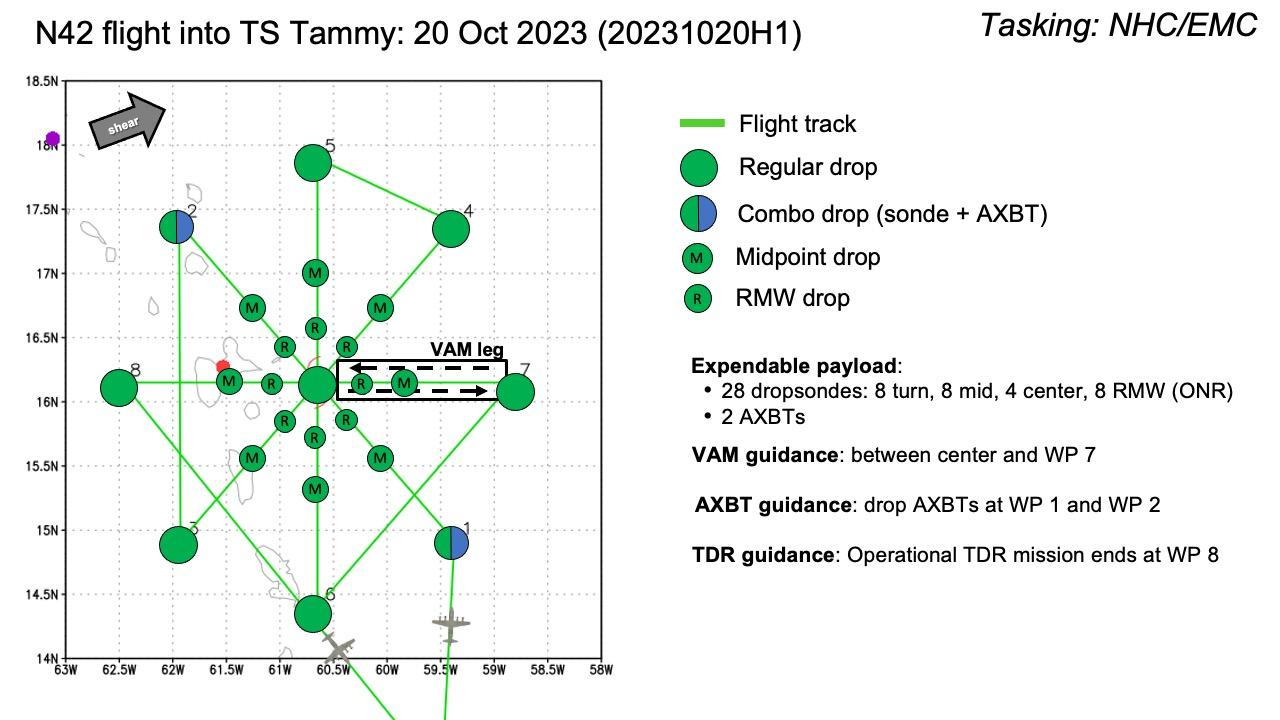 N42 flight into TS Tammy: 20 Oct 2023 (20231020H1)
Tasking: NHC/EMC
18.5N
shear
18N
5
17.5N
2
4
17N
M
M
M
16.5N
R
R
R
VAM leg
8
7
M
R
R
M
16N
R
R
R
15.5N
M
M
M
15N
3
1
14.5N
6
14N
63W 62.5W 62W 61.5W 61W 60.5W 60W 59.5W 59W 58.5W 58W
Flight track
Regular drop
Combo drop (sonde + AXBT)
M Midpoint drop
R RMW drop
Expendable payload:
• 28 dropsondes: 8 turn, 8 mid, 4 center, 8 RMW (ONR)
• 2 AXBTs
VAM guidance: between center and WP 7
AXBT guidance: drop AXBTs at WP 1 and WP 2
TDR guidance: Operational TDR mission ends at WP 8